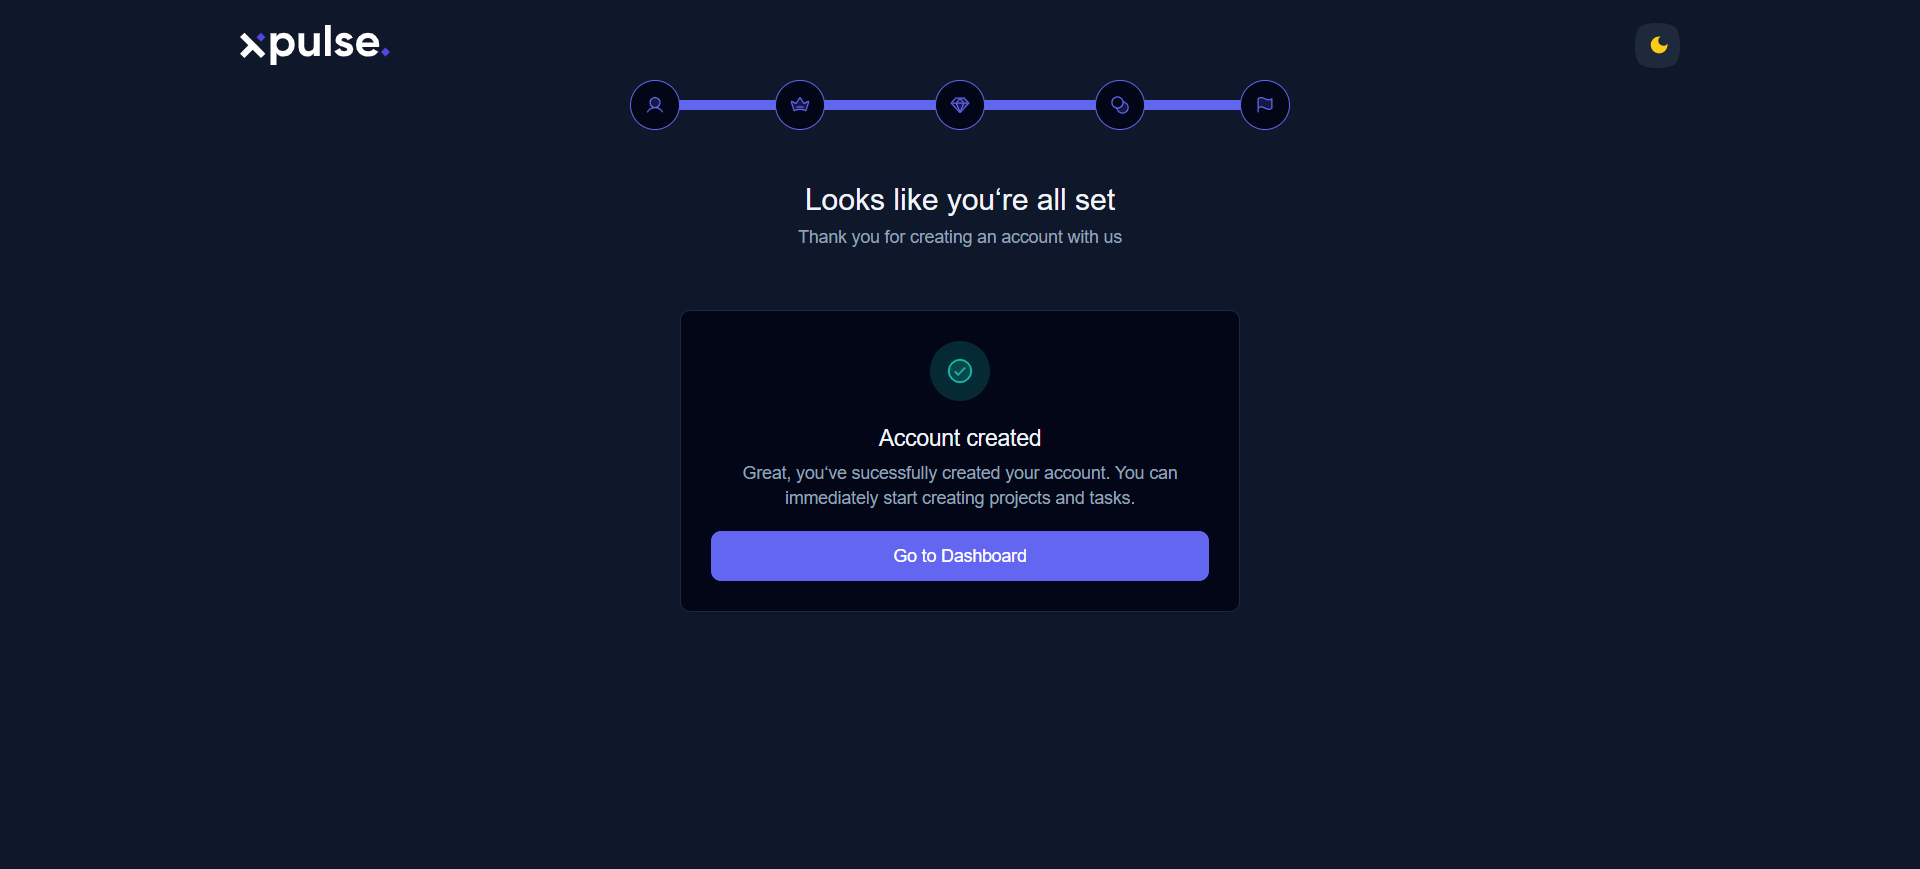 xpulse.
Looks like you‘re all set
Thank you for creating an account with us
Account created
Great, you‘ve sucessfully created your account. You can
immediately start creating projects and tasks.
Go to Dashboard